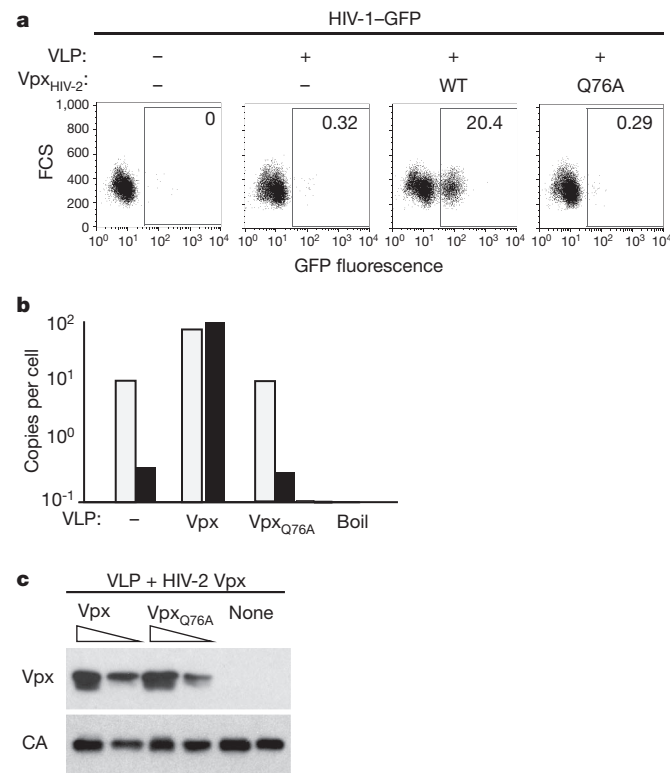 a
HIV-1–GFP
VLP: – + + +
VpxHIV-2: – – WT Q76A
1,000
800
600
400
200
0
FCS
0 0.32 20.4 0.29
10⁰ 10¹ 10² 10³ 10⁴ 10⁰ 10¹ 10² 10³ 10⁴ 10⁰ 10¹ 10² 10³ 10⁴ 10⁰ 10¹ 10² 10³ 10⁴
GFP fluorescence
b
Copies per cell
10²
10¹
10⁰
10⁻¹
VLP: – Vpx VpxQ76A Boil
c
VLP + HIV-2 Vpx
Vpx VpxQ76A None
Vpx
CA